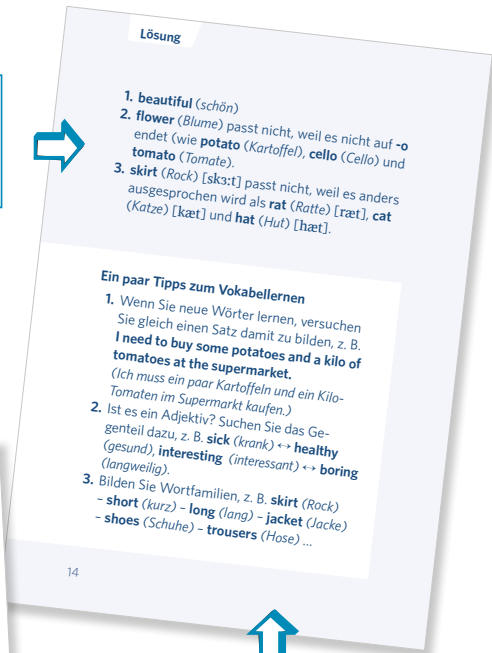 Lösung
1. beautiful (schön)
2. flower (Blume) passt nicht, weil es nicht auf -o
endet (wie potato (Kartoffel), cello (Cello) und
tomato (Tomate).
3. skirt (Rock) [skɜːt] passt nicht, weil es anders
ausgesprochen wird als rat (Ratte) [ræt], cat
(Katze) [kæt] und hat (Hut) [hæt].
Ein paar Tipps zum Vokabellernen
1. Wenn Sie neue Wörter lernen, versuchen
Sie gleich einen Satz damit zu bilden, z. B.
I need to buy some potatoes and a kilo of
tomatoes at the supermarket.
(Ich muss ein paar Kartoffeln und ein Kilo-
Tomaten im Supermarkt kaufen.)
2. Ist es ein Adjektiv? Suchen Sie das Ge-
genteil dazu, z. B. sick (krank) ↔ healthy
(gesund), interesting (interessant) ↔ boring
(langweilig).
3. Bilden Sie Wortfamilien, z. B. skirt (Rock)
– short (kurz) – long (lang) – jacket (Jacke)
– shoes (Schuhe) – trousers (Hose) ...
14